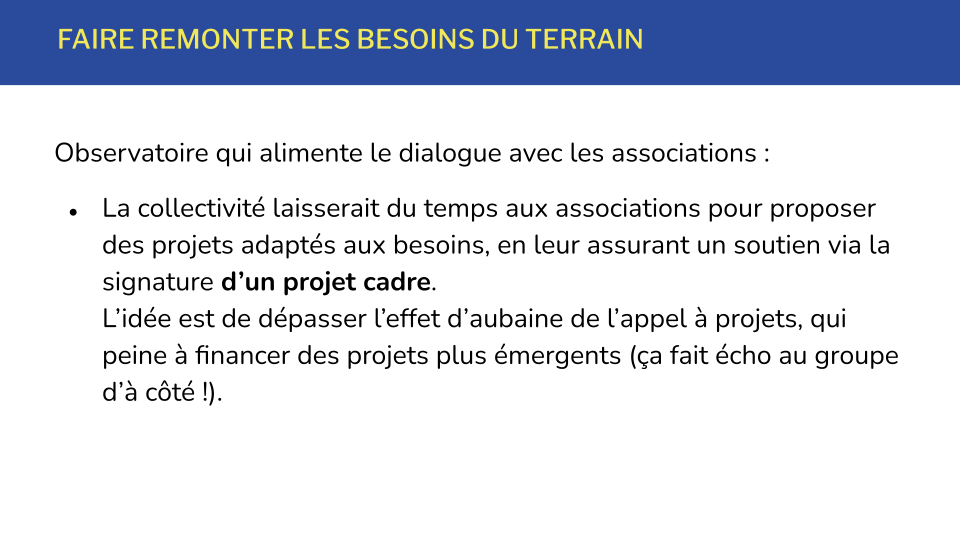 FAIRE REMONTER LES BESOINS DU TERRAIN
Observatoire qui alimente le dialogue avec les associations :
● La collectivité laisserait du temps aux associations pour proposer
des projets adaptés aux besoins, en leur assurant un soutien via la
signature d’un projet cadre.
L’idée est de dépasser l’effet d’aubaine de l’appel à projets, qui
peine à financer des projets plus émergents (ça fait écho au groupe
d’à côté !).